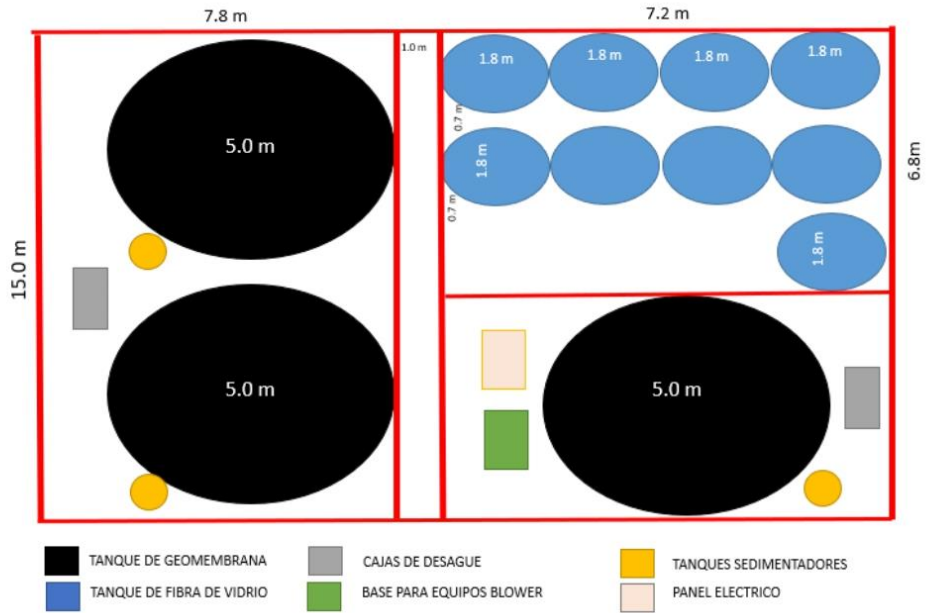 7.8 m
7.2 m
1.0 m
1.8 m
1.8 m
1.8 m
1.8 m
0.7 m
5.0 m
1.8 m
6.8m
0.7 m
1.8 m
15.0 m
5.0 m
5.0 m
TANQUE DE GEOMEMBRANA
CAJAS DE DESAGUE
TANQUES SEDIMENTADORES
TANQUE DE FIBRA DE VIDRIO
BASE PARA EQUIPOS BLOWER
PANEL ELECTRICO